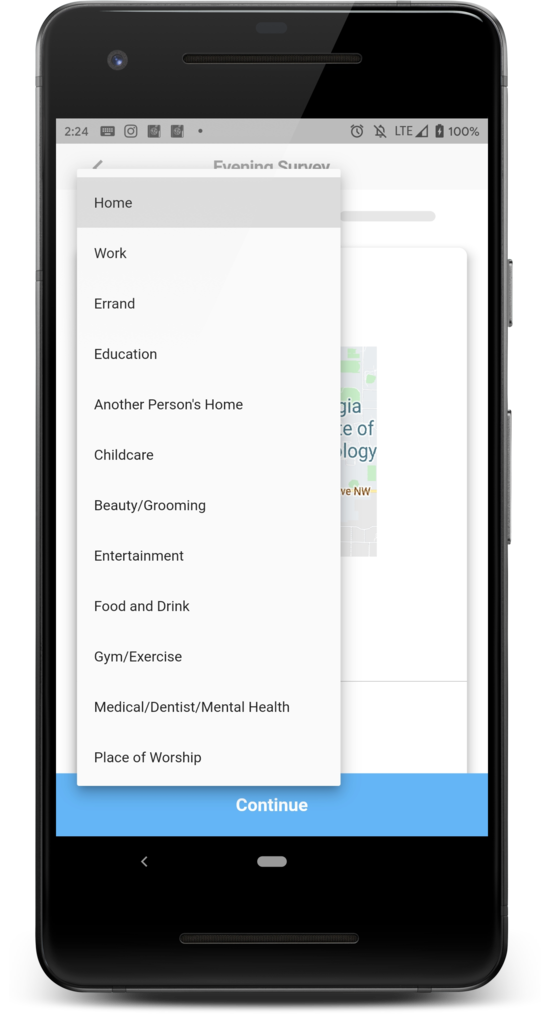 2:24
LTE
100%
Evening Survey
Home
Work
Errand
Education
Another Person's Home
gia
te of
ology
Childcare
ve NW
Beauty/Grooming
Entertainment
Food and Drink
Gym/Exercise
Medical/Dentist/Mental Health
Place of Worship
Continue